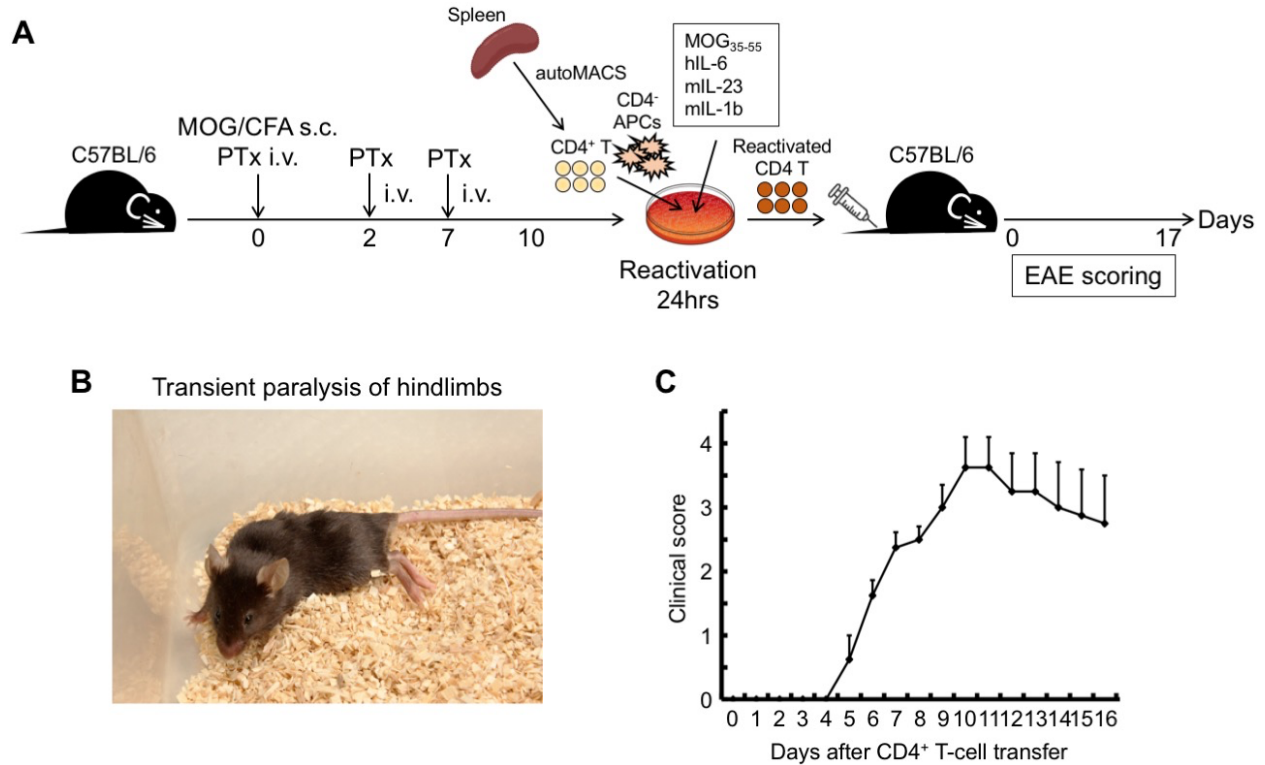 A
Spleen
autoMACS
MOG35-55
hIL-6
mIL-23
mIL-1b
CD4-
APCs
CD4+ T
MOG/CFA s.c.
C57BL/6
PTx i.v.
PTx
i.v.
PTx
i.v.
Reactivated
CD4 T
C57BL/6
0
2
7
10
Reactivation
24hrs
0
17
Days
EAE scoring
B
Transient paralysis of hindlimbs
C
Clinical score
4
3
2
1
0
0 1 2 3 4 5 6 7 8 9 10 11 12 13 14 15 16
Days after CD4+ T-cell transfer